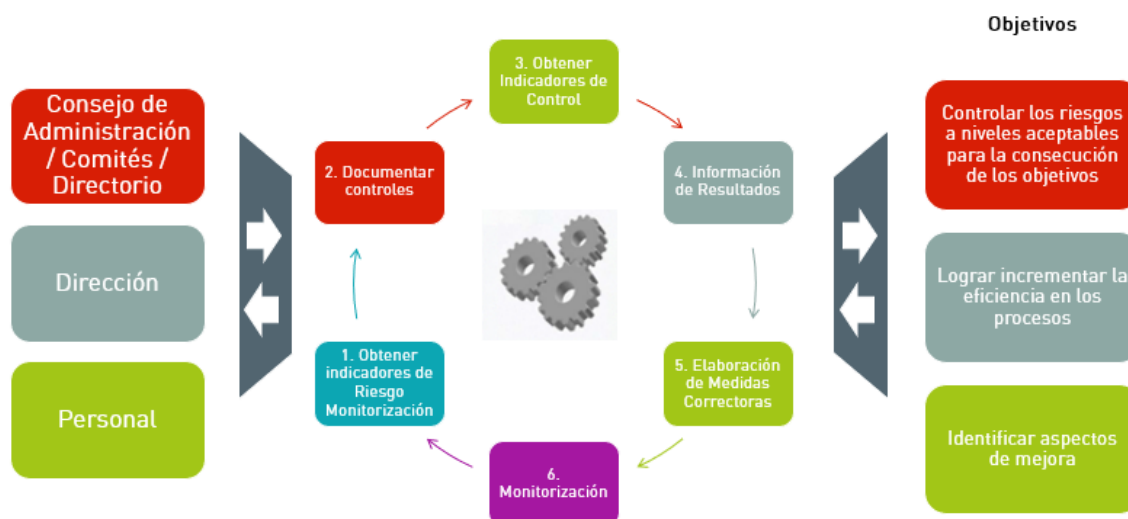 Objetivos
Consejo de
Administración
/ Comités /
Directorio
Dirección
Personal
1. Obtener
indicadores de
Riesgo
Monitorización
2. Documentar
controles
3. Obtener
Indicadores de
Control
4. Información
de Resultados
5. Elaboración
de Medidas
Correctoras
6.
Monitorización
Controlar los riesgos
a niveles aceptables
para la consecución
de los objetivos
Lograr incrementar la
eficiencia en los
procesos
Identificar aspectos
de mejora